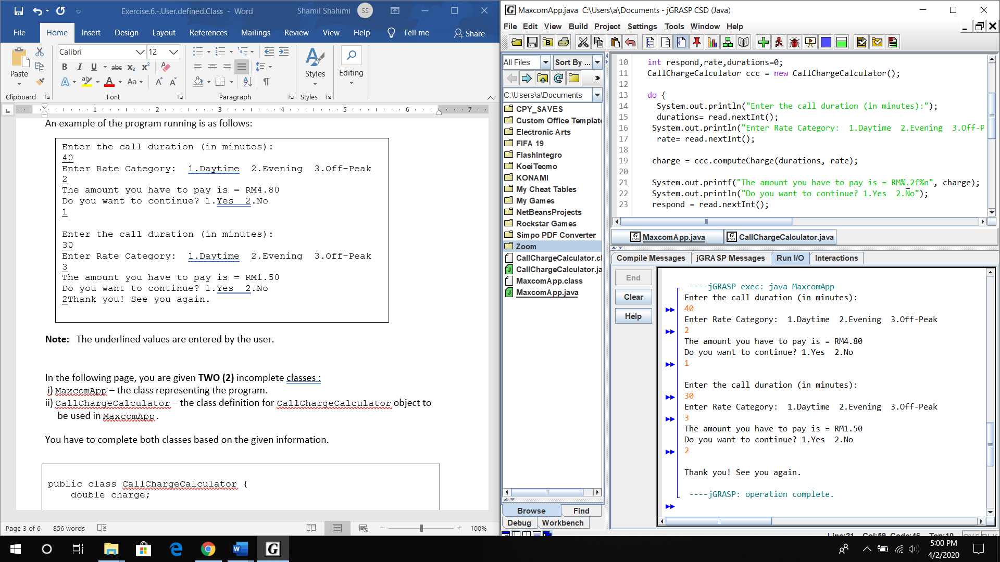 Exercise.6.-.User.defined.Class - Word
Shamil Shahimi
SS
File
Home
Insert
Design
Layout
References
Mailings
Review
View
Help
Tell me
Share
Paste
Calibri
12
B I U abc x₂ x²
A
A
Aa
A A
Styles
Editing
Clipboard
Font
Paragraph
Styles
L
1 2 3 4 5 6 7
An example of the program running is as follows:
Enter the call duration (in minutes):
40
Enter Rate Category:  1.Daytime  2.Evening  3.Off-Peak
2
The amount you have to pay is = RM4.80
Do you want to continue? 1.Yes  2.No
1
Enter the call duration (in minutes):
30
Enter Rate Category:  1.Daytime  2.Evening  3.Off-Peak
3
The amount you have to pay is = RM1.50
Do you want to continue? 1.Yes  2.No
2Thank you! See you again.
Note:   The underlined values are entered by the user.
In the following page, you are given TWO (2) incomplete classes :
i) MaxcomApp – the class representing the program.
ii) CallChargeCalculator – the class definition for CallChargeCalculator object to
be used in MaxcomApp.
You have to complete both classes based on the given information.
public class CallChargeCalculator {
double charge;
Page 3 of 6
856 words
100%
MaxcomApp.java  C:\Users\a\Documents - jGRASP CSD (Java)
File Edit View Build Project Settings Tools Window Help
All Files
Sort By ...
C:\Users\a\Documents
CPY_SAVES
Custom Office Template
Electronic Arts
FIFA 19
FlashIntegro
KoeiTecmo
KONAMI
My Cheat Tables
My Games
NetBeansProjects
Rockstar Games
Simpo PDF Converter
Zoom
CallChargeCalculator.cl
CallChargeCalculator.ja
MaxcomApp.class
MaxcomApp.java
Browse
Find
Debug
Workbench
10 int respond,rate,durations=0;
11 CallChargeCalculator ccc = new CallChargeCalculator();
12
13 do {
14 System.out.println("Enter the call duration (in minutes):");
15 durations= read.nextInt();
16 System.out.println("Enter Rate Category:  1.Daytime  2.Evening  3.Off-P
17 rate= read.nextInt();
18
19 charge = ccc.computeCharge(durations, rate);
20
21 System.out.printf("The amount you have to pay is = RM%.2f%n", charge);
22 System.out.println("Do you want to continue? 1.Yes  2.No");
23 respond = read.nextInt();
MaxcomApp.java
CallChargeCalculator.java
Compile Messages
jGRASP Messages
Run I/O
Interactions
End
Clear
Help
----jGRASP exec: java MaxcomApp
Enter the call duration (in minutes):
40
Enter Rate Category:  1.Daytime  2.Evening  3.Off-Peak
2
The amount you have to pay is = RM4.80
Do you want to continue? 1.Yes  2.No
1
Enter the call duration (in minutes):
30
Enter Rate Category:  1.Daytime  2.Evening  3.Off-Peak
3
The amount you have to pay is = RM1.50
Do you want to continue? 1.Yes  2.No
2
Thank you! See you again.
----jGRASP: operation complete.
Line:21 Col:59 Code:46 Top:10
OVS BLK
5:00 PM
4/2/2020